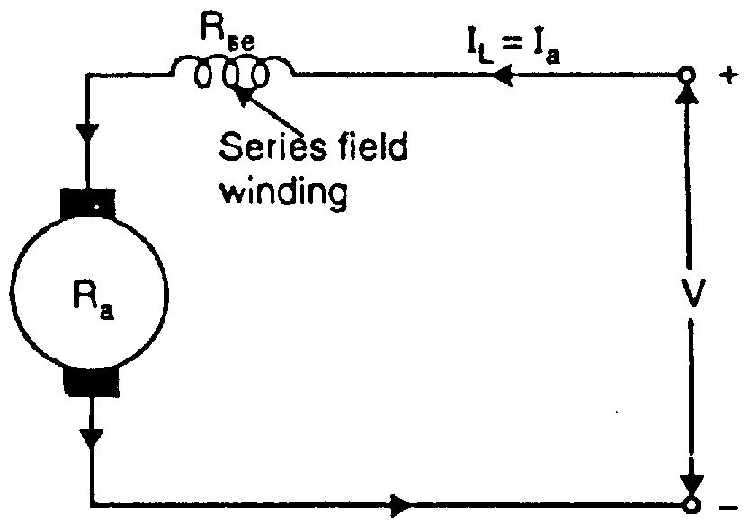 Rse
IL = Ia
+
Series field
winding
Ra
V
−